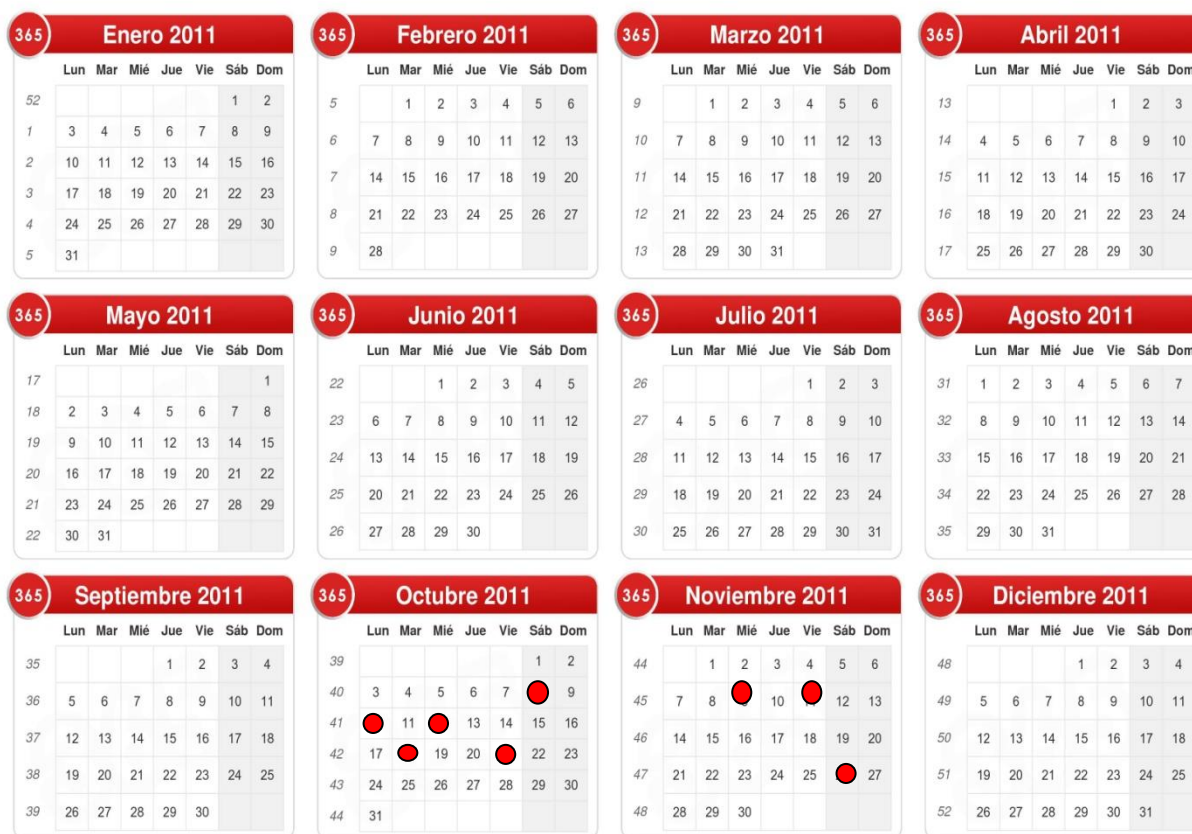 365 Enero 2011
Lun Mar Mié Jue Vie Sáb Dom
52 1 2
1 3 4 5 6 7 8 9
2 10 11 12 13 14 15 16
3 17 18 19 20 21 22 23
4 24 25 26 27 28 29 30
5 31
365 Febrero 2011
Lun Mar Mié Jue Vie Sáb Dom
5 1 2 3 4 5 6
6 7 8 9 10 11 12 13
7 14 15 16 17 18 19 20
8 21 22 23 24 25 26 27
9 28
365 Marzo 2011
Lun Mar Mié Jue Vie Sáb Dom
9 1 2 3 4 5 6
10 7 8 9 10 11 12 13
11 14 15 16 17 18 19 20
12 21 22 23 24 25 26 27
13 28 29 30 31
365 Abril 2011
Lun Mar Mié Jue Vie Sáb Dom
13 1 2 3
14 4 5 6 7 8 9 10
15 11 12 13 14 15 16 17
16 18 19 20 21 22 23 24
17 25 26 27 28 29 30
365 Mayo 2011
Lun Mar Mié Jue Vie Sáb Dom
17 1
18 2 3 4 5 6 7 8
19 9 10 11 12 13 14 15
20 16 17 18 19 20 21 22
21 23 24 25 26 27 28 29
22 30 31
365 Junio 2011
Lun Mar Mié Jue Vie Sáb Dom
22 1 2 3 4 5
23 6 7 8 9 10 11 12
24 13 14 15 16 17 18 19
25 20 21 22 23 24 25 26
26 27 28 29 30
365 Julio 2011
Lun Mar Mié Jue Vie Sáb Dom
26 1 2 3
27 4 5 6 7 8 9 10
28 11 12 13 14 15 16 17
29 18 19 20 21 22 23 24
30 25 26 27 28 29 30 31
365 Agosto 2011
Lun Mar Mié Jue Vie Sáb Dom
31 1 2 3 4 5 6 7
32 8 9 10 11 12 13 14
33 15 16 17 18 19 20 21
34 22 23 24 25 26 27 28
35 29 30 31
365 Septiembre 2011
Lun Mar Mié Jue Vie Sáb Dom
35 1 2 3 4
36 5 6 7 8 9 10 11
37 12 13 14 15 16 17 18
38 19 20 21 22 23 24 25
39 26 27 28 29 30
365 Octubre 2011
Lun Mar Mié Jue Vie Sáb Dom
39 1 2
40 3 4 5 6 7 9
41 11 13 14 15 16
42 17 19 20 22 23
43 24 25 26 27 28 29 30
44 31
365 Noviembre 2011
Lun Mar Mié Jue Vie Sáb Dom
44 1 2 3 4 5 6
45 7 8 10 12 13
46 14 15 16 17 18 19 20
47 21 22 23 24 25 27
48 28 29 30
365 Diciembre 2011
Lun Mar Mié Jue Vie Sáb Dom
48 1 2 3 4
49 5 6 7 8 9 10 11
50 12 13 14 15 16 17 18
51 19 20 21 22 23 24 25
52 26 27 28 29 30 31